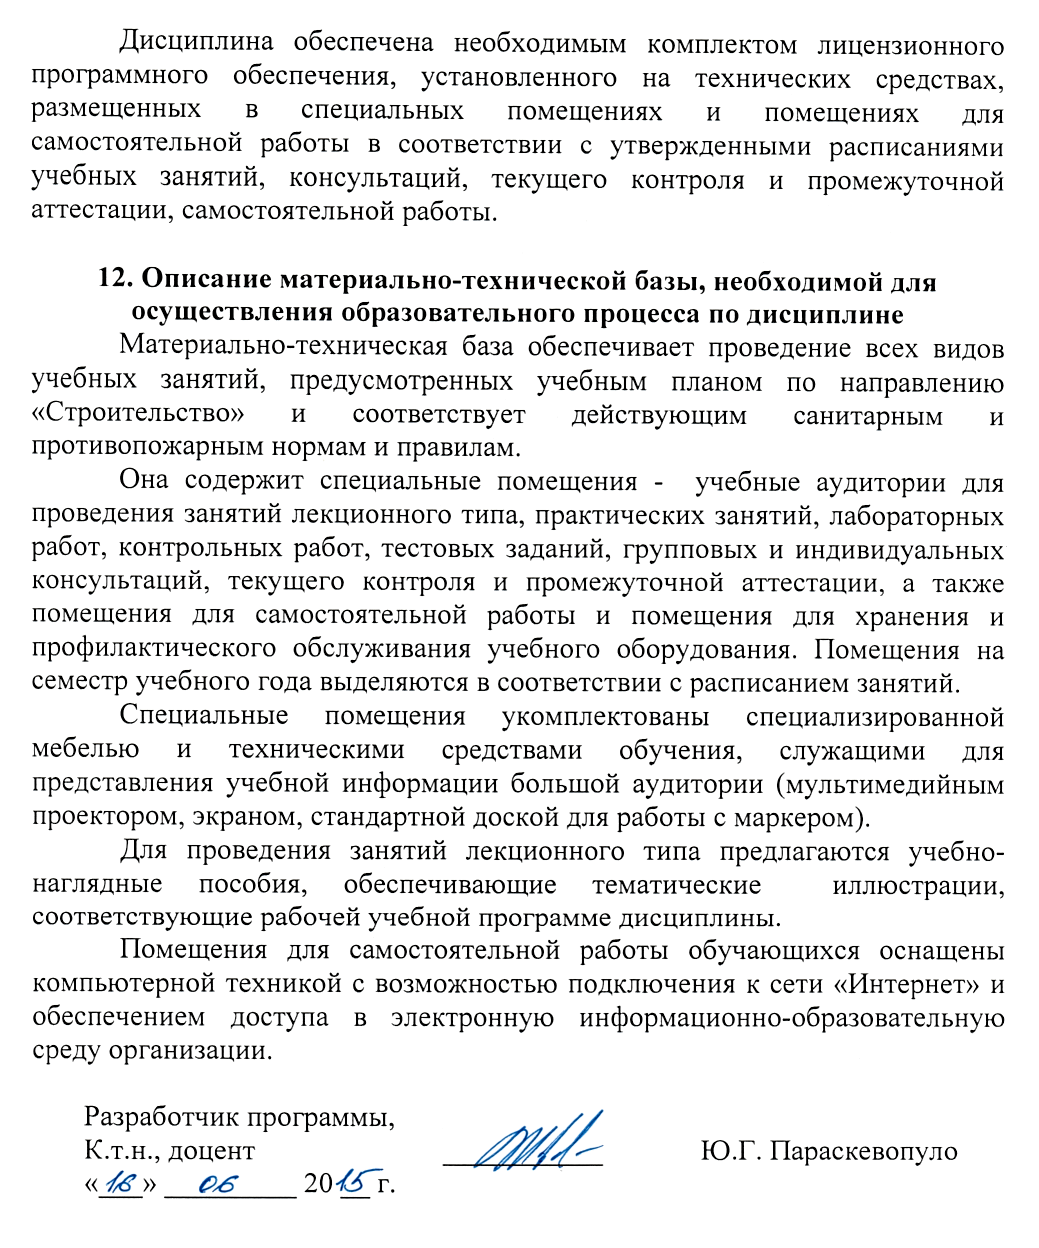 Дисциплина обеспечена необходимым комплектом лицензионного
программного обеспечения, установленного на технических средствах,
размещенных в специальных помещениях и помещениях для
самостоятельной работы в соответствии с утвержденными расписаниями
учебных занятий, консультаций, текущего контроля и промежуточной
аттестации, самостоятельной работы.
12. Описание материально-технической базы, необходимой для
осуществления образовательного процесса по дисциплине
Материально-техническая база обеспечивает проведение всех видов
учебных занятий, предусмотренных учебным планом по направлению
«Строительство» и соответствует действующим санитарным и
противопожарным нормам и правилам.
Она содержит специальные помещения - учебные аудитории для
проведения занятий лекционного типа, практических занятий, лабораторных
работ, контрольных работ, тестовых заданий, групповых и индивидуальных
консультаций, текущего контроля и промежуточной аттестации, а также
помещения для самостоятельной работы и помещения для хранения и
профилактического обслуживания учебного оборудования. Помещения на
семестр учебного года выделяются в соответствии с расписанием занятий.
Специальные помещения укомплектованы специализированной
мебелью и техническими средствами обучения, служащими для
представления учебной информации большой аудитории (мультимедийным
проектором, экраном, стандартной доской для работы с маркером).
Для проведения занятий лекционного типа предлагаются учебно-
наглядные пособия, обеспечивающие тематические иллюстрации,
соответствующие рабочей учебной программе дисциплины.
Помещения для самостоятельной работы обучающихся оснащены
компьютерной техникой с возможностью подключения к сети «Интернет» и
обеспечением доступа в электронную информационно-образовательную
среду организации.
Разработчик программы,
К.т.н., доцент Ю.Г. Параскевопуло
«16» 06 2015 г.